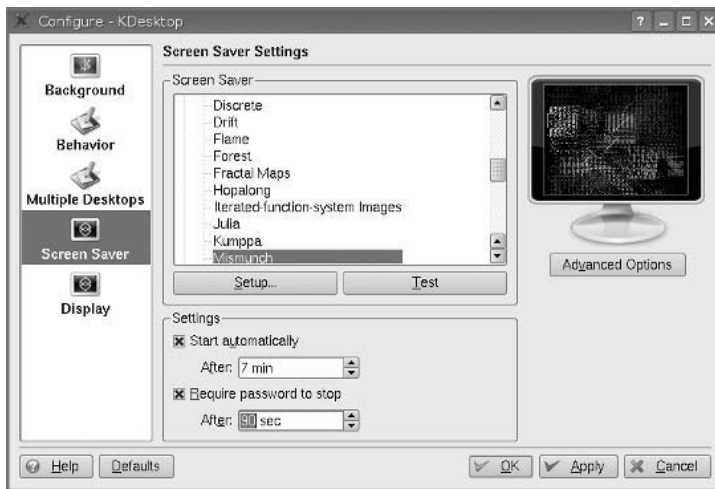 Configure - KDesktop
Background
Behavior
Multiple Desktops
Screen Saver
Display
Screen Saver Settings
Screen Saver
Discrete
Drift
Flame
Forest
Fractal Maps
Hopalong
Iterated-function-system Images
Julia
Kumppa
Mismunch
Setup...
Test
Advanced Options
Settings
Start automatically
After: 7 min
Require password to stop
After: 90 sec
Help
Defaults
OK
Apply
Cancel